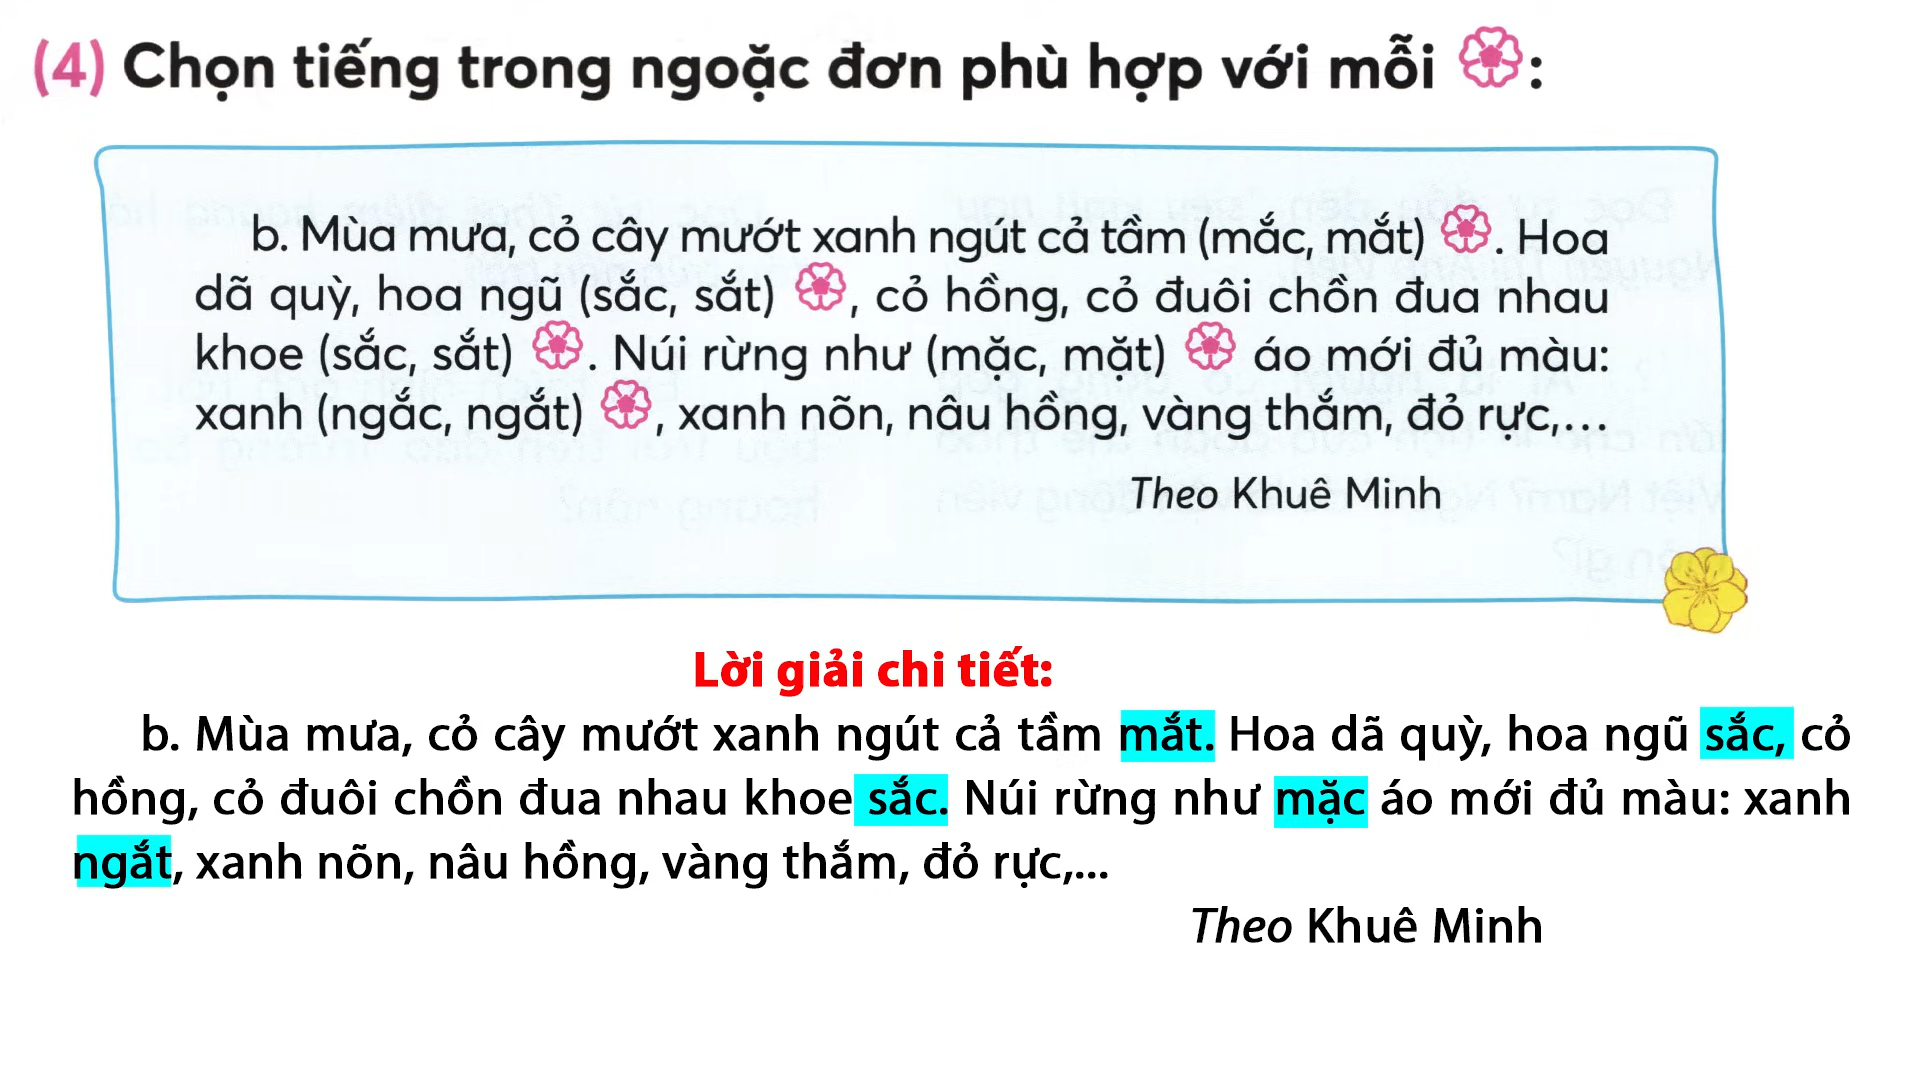 (4) Chọn tiếng trong ngoặc đơn phù hợp với mỗi :
b. Mùa mưa, cỏ cây mướt xanh ngút cả tầm (mắc, mắt) . Hoa
dã quỳ, hoa ngũ (sắc, sắt) , cỏ hồng, cỏ đuôi chồn đua nhau
khoe (sắc, sắt) . Núi rừng như (mặc, mặt) áo mới đủ màu:
xanh (ngắc, ngắt) , xanh nõn, nâu hồng, vàng thắm, đỏ rực,...
Theo Khuê Minh
Lời giải chi tiết:
b. Mùa mưa, cỏ cây mướt xanh ngút cả tầm mắt. Hoa dã quỳ, hoa ngũ sắc, cỏ
hồng, cỏ đuôi chồn đua nhau khoe sắc. Núi rừng như mặc áo mới đủ màu: xanh
ngắt, xanh nõn, nâu hồng, vàng thắm, đỏ rực,...
Theo Khuê Minh